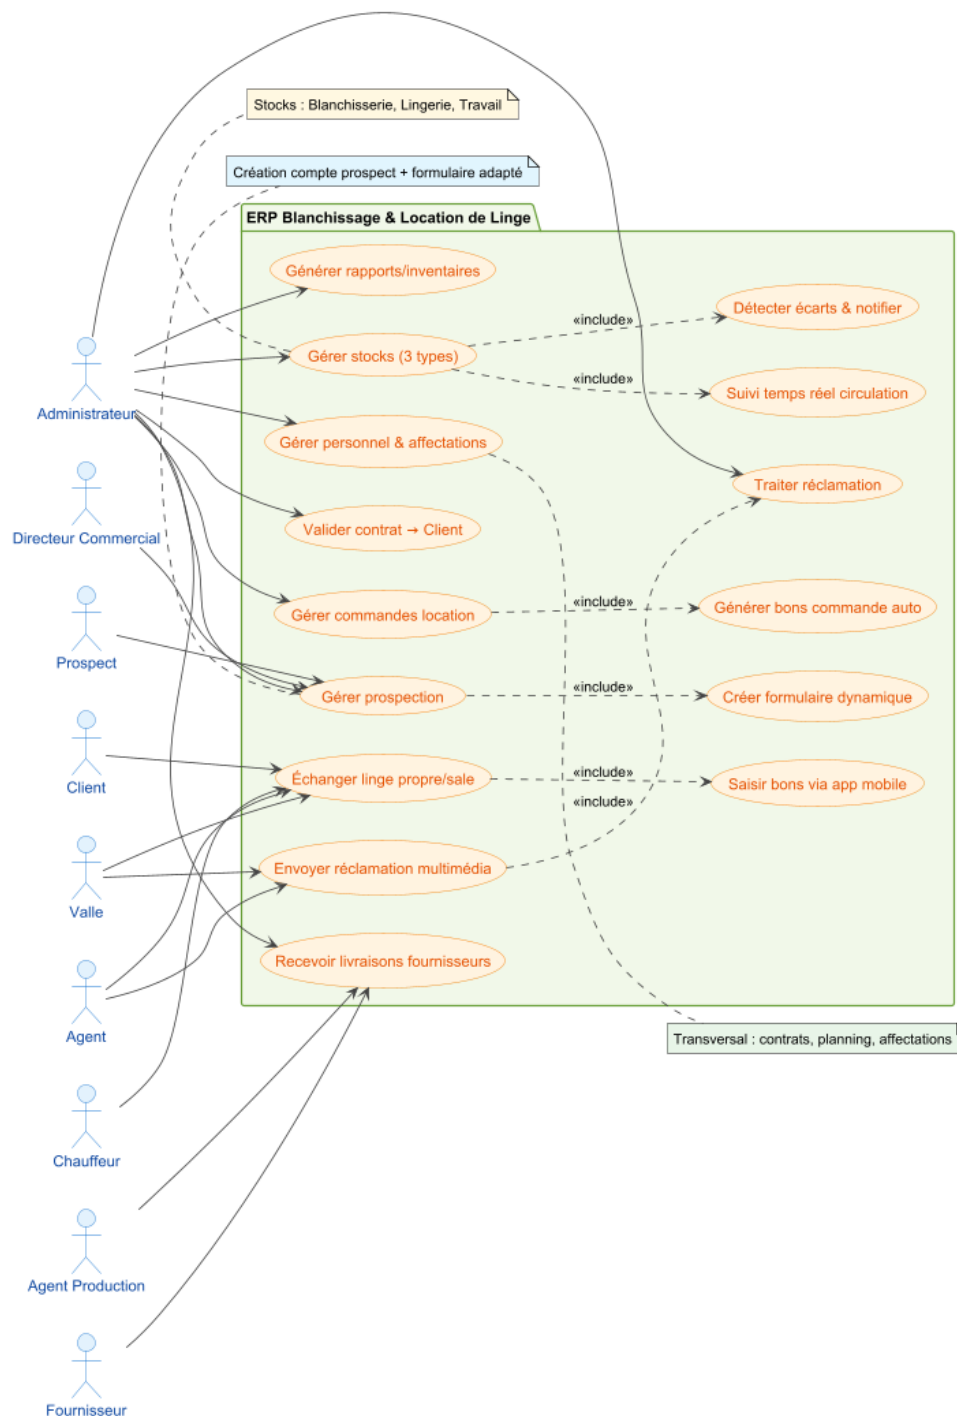 Stocks : Blanchisserie, Lingerie, Travail
Création compte prospect + formulaire adapté
ERP Blanchissage & Location de Linge
Générer rapports/inventaires
Détecter écarts & notifier
«include»
Gérer stocks (3 types)
«include»
Suivi temps réel circulation
Administrateur
Gérer personnel & affectations
Traiter réclamation
Valider contrat → Client
Directeur Commercial
«include»
Générer bons commande auto
Gérer commandes location
Prospect
«include»
Gérer prospection
Créer formulaire dynamique
Client
«include»
Échanger linge propre/sale
Saisir bons via app mobile
«include»
Envoyer réclamation multimédia
Valle
Recevoir livraisons fournisseurs
Agent
Transversal : contrats, planning, affectations
Chauffeur
Agent Production
Fournisseur